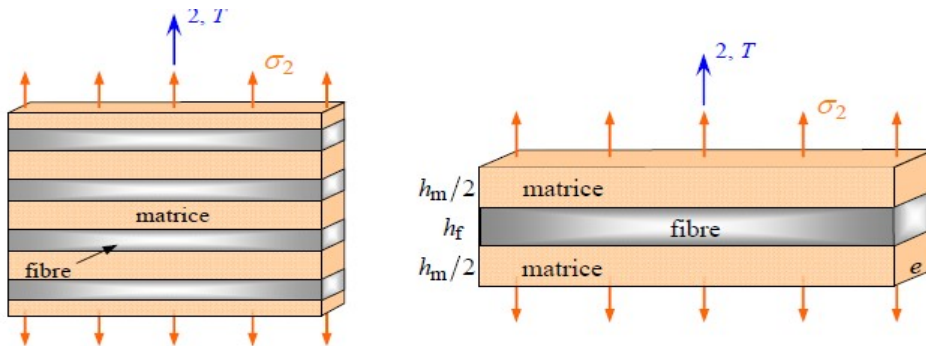 2, T
σ2
matrice
fibre
2, T
σ2
hm/2 matrice
hf fibre
hm/2 matrice e